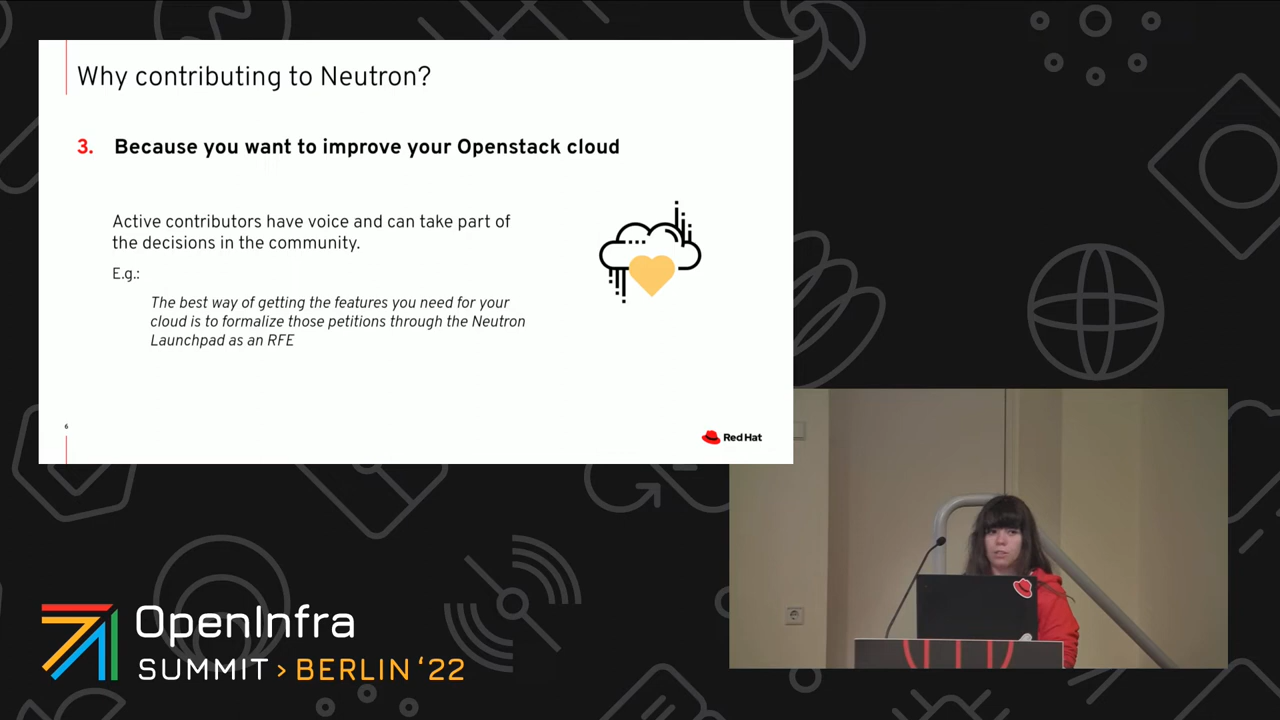 Why contributing to Neutron?
3. Because you want to improve your Openstack cloud
Active contributors have voice and can take part of
the decisions in the community.
E.g.:
The best way of getting the features you need for your
cloud is to formalize those petitions through the Neutron
Launchpad as an RFE
6
Red Hat
OpenInfra
SUMMIT > BERLIN ‘22